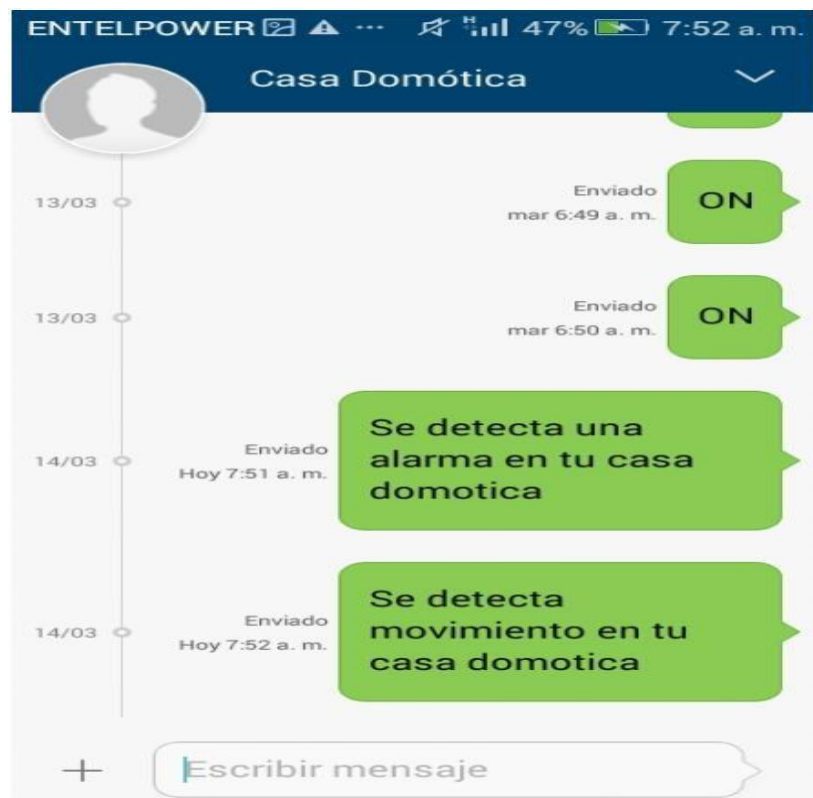 ENTELPOWER ... H 47% 7:52 a. m.
Casa Domótica
13/03
Enviado
mar 6:49 a. m.
ON
13/03
Enviado
mar 6:50 a. m.
ON
14/03
Enviado
Hoy 7:51 a. m.
Se detecta una
alarma en tu casa
domotica
14/03
Enviado
Hoy 7:52 a. m.
Se detecta
movimiento en tu
casa domotica
Escribir mensaje